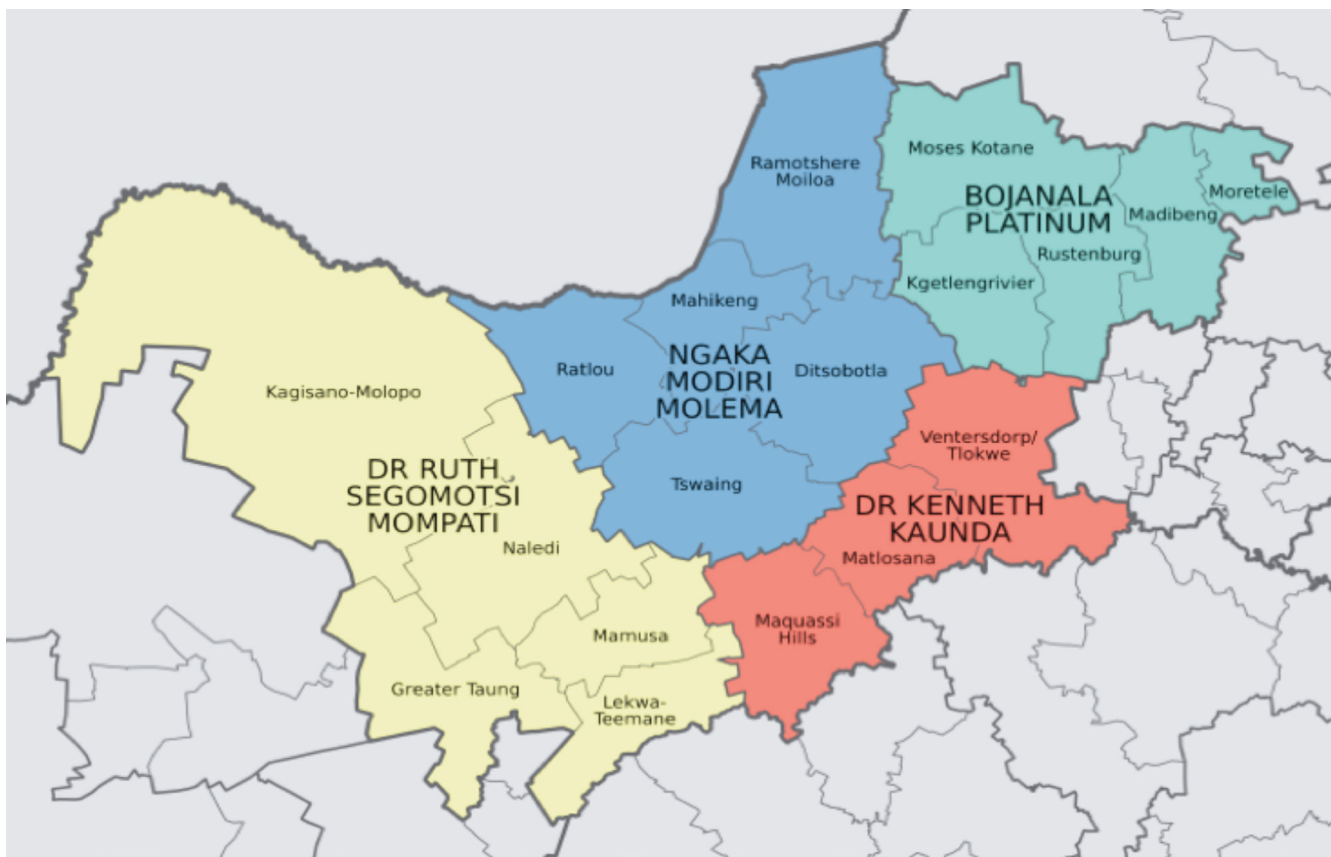 Ramotshere
Moiloa
Moses Kotane
BOJANALA
PLATINUM
Moretele
Madibeng
Rustenburg
Kgetlengrivier
Mahikeng
NGAKA
MODIRI
MOLEMA
Ratlou
Ditsobotla
Tswaing
Kagisano-Molopo
DR RUTH
SEGOMOTSI
MOMPATI
Naledi
Mamusa
Greater Taung
Lekwa-
Teemane
Ventersdorp/
Tlokwe
DR KENNETH
KAUNDA
Matlosana
Maquassi
Hills